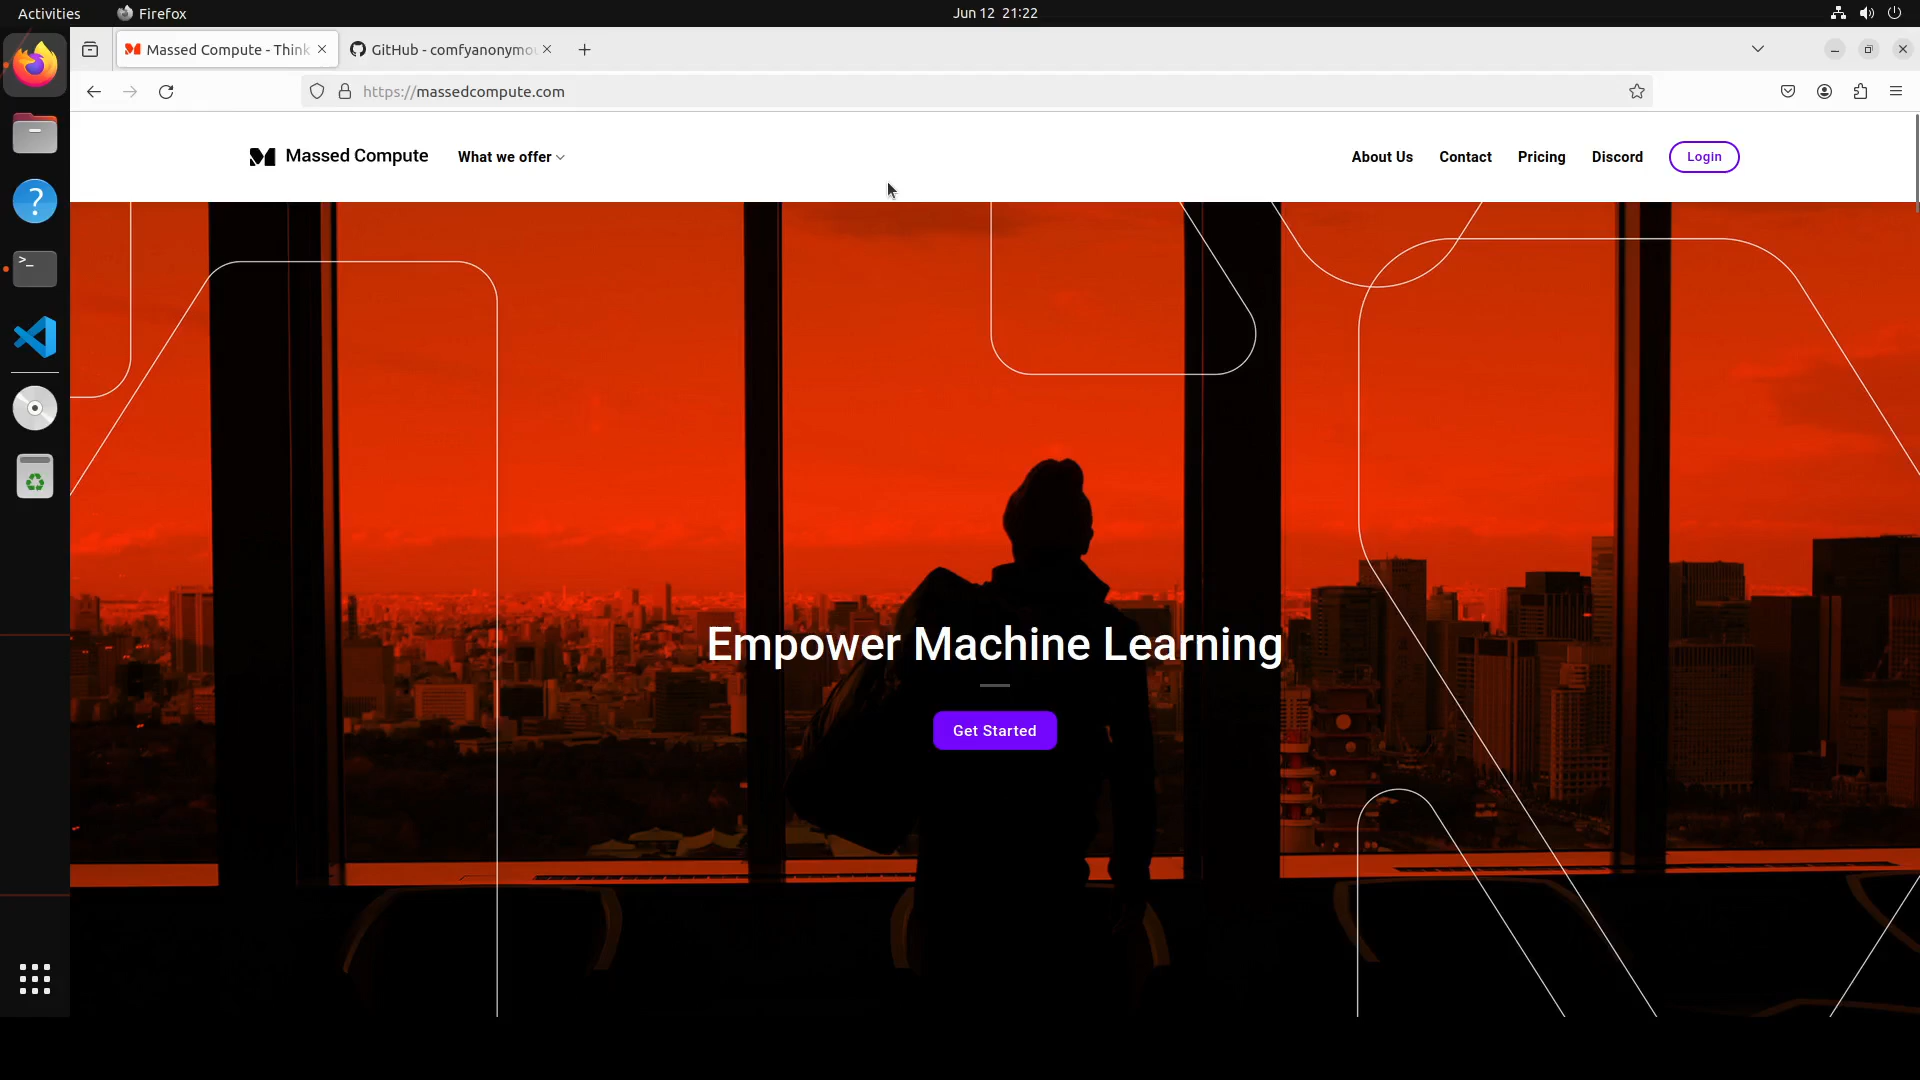 Activities
Firefox
Jun 12 21:22
Massed Compute - Think
GitHub - comfyanonymou
https://massedcompute.com
Massed Compute
What we offer
About Us
Contact
Pricing
Discord
Login
Empower Machine Learning
Get Started